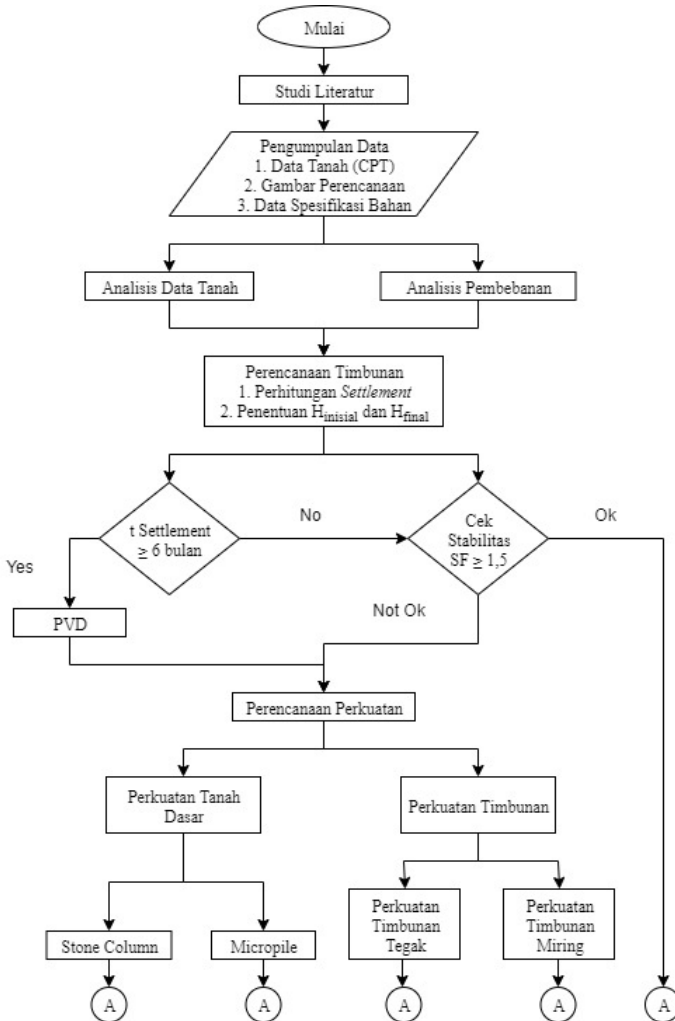 Mulai
Studi Literatur
Pengumpulan Data
1. Data Tanah (CPT)
2. Gambar Perencanaan
3. Data Spesifikasi Bahan
Analisis Data Tanah
Analisis Pembebanan
Perencanaan Timbunan
1. Perhitungan Settlement
2. Penentuan Hinisial dan Hfinal
t Settlement
≥ 6 bulan
No
Cek
Stabilitas
SF ≥ 1,5
Ok
Yes
Not Ok
PVD
Perencanaan Perkuatan
Perkuatan Tanah
Dasar
Perkuatan Timbunan
Stone Column
Micropile
Perkuatan
Timbunan
Tegak
Perkuatan
Timbunan
Miring
A
A
A
A
A